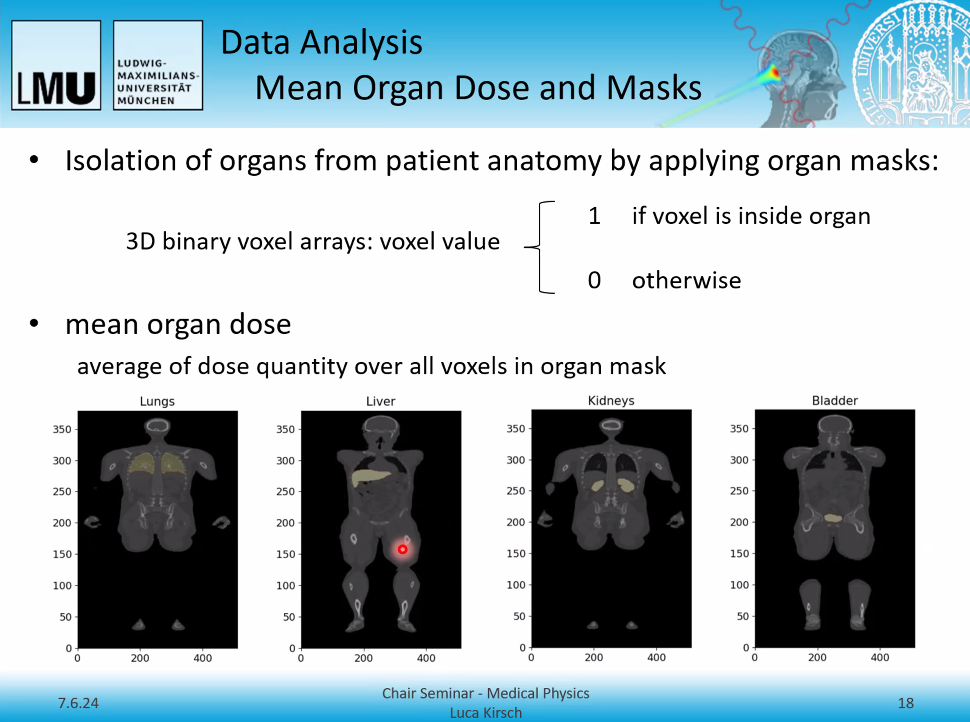 LMU
LUDWIG-
MAXIMILIANS-
UNIVERSITÄT
MÜNCHEN
Data Analysis
Mean Organ Dose and Masks
• Isolation of organs from patient anatomy by applying organ masks:
3D binary voxel arrays: voxel value
1 if voxel is inside organ
0 otherwise
• mean organ dose
average of dose quantity over all voxels in organ mask
Lungs
350
300
250
200
150
100
50
0
0 200 400
Liver
350
300
250
200
150
100
50
0
0 200 400
Kidneys
350
300
250
200
150
100
50
0
0 200 400
Bladder
350
300
250
200
150
100
50
0
0 200 400
7.6.24
Chair Seminar - Medical Physics
Luca Kirsch
18